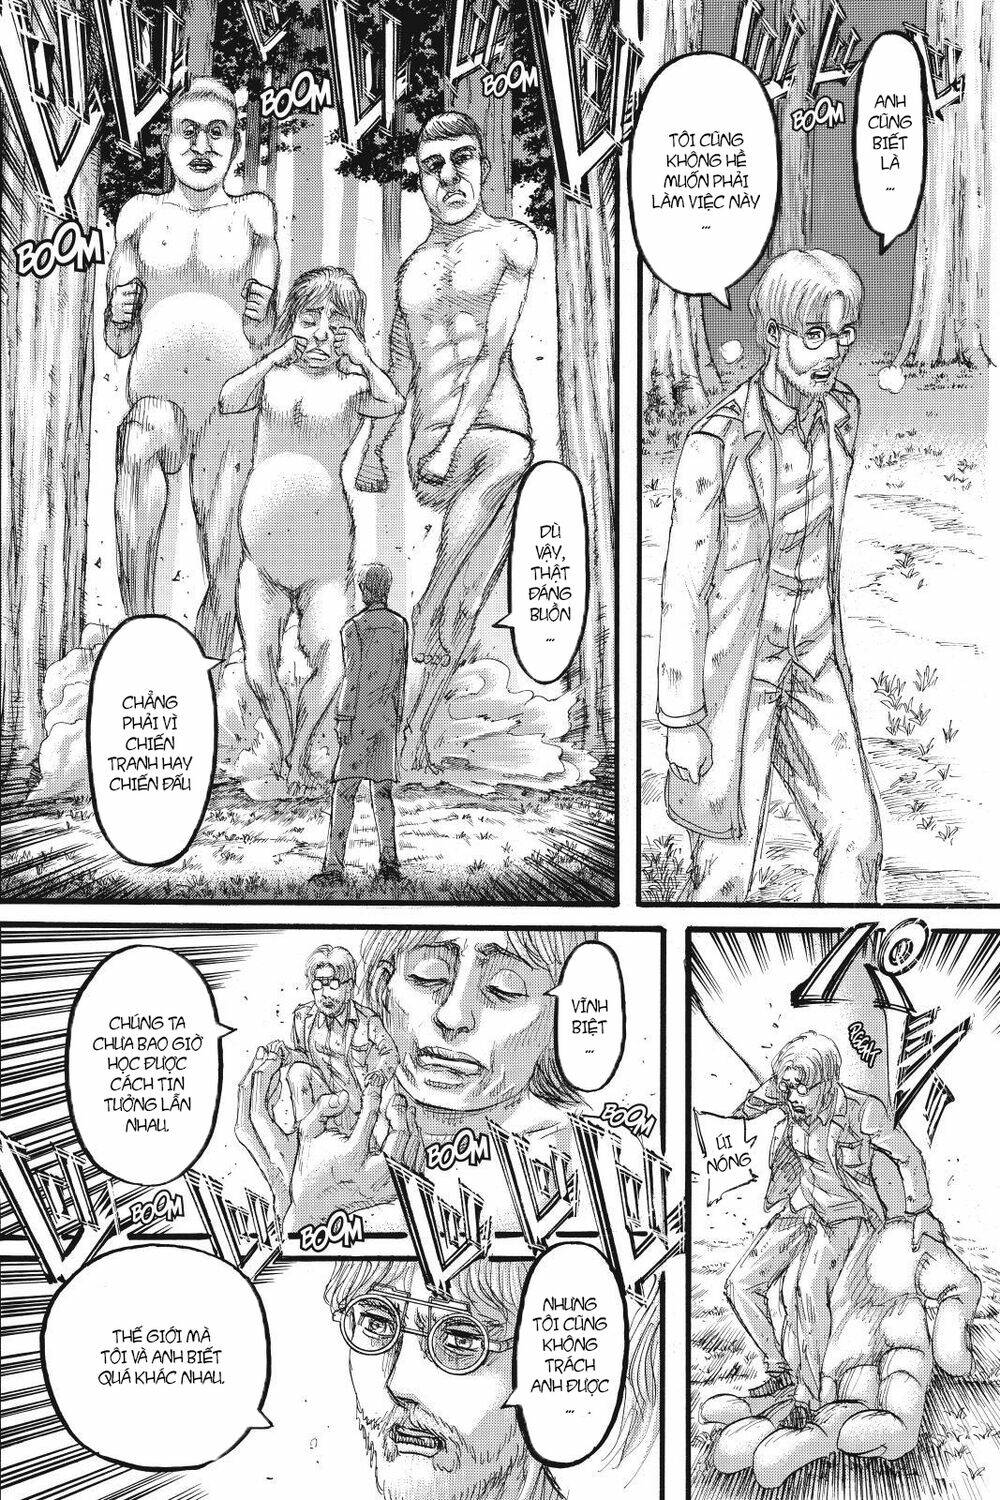 ANH
CŨNG
BIẾT
LÀ
...
TÔI CŨNG
KHÔNG HỀ
MUỐN PHẢI
LÀM VIỆC NÀY
...
BOOM
BOOM
BOOM
BOOM
BOOM
DÙ
VẬY,
THẬT
ĐÁNG
BUỒN
...
CHẲNG
PHẢI VÌ
CHIẾN
TRANH HAY
CHIẾN ĐẤU
ÚI
NÓNG
VĨNH
BIỆT
...
CHÚNG TA
CHƯA BAO GIỜ
HỌC ĐƯỢC
CÁCH TIN
TƯỞNG LẪN
NHAU.
BOOM
BOOM
BOOM
BOOM
NHƯNG
TÔI CŨNG
KHÔNG
TRÁCH
ANH ĐƯỢC
...
THẾ GIỚI MÀ
TÔI VÀ ANH BIẾT
QUÁ KHÁC NHAU.